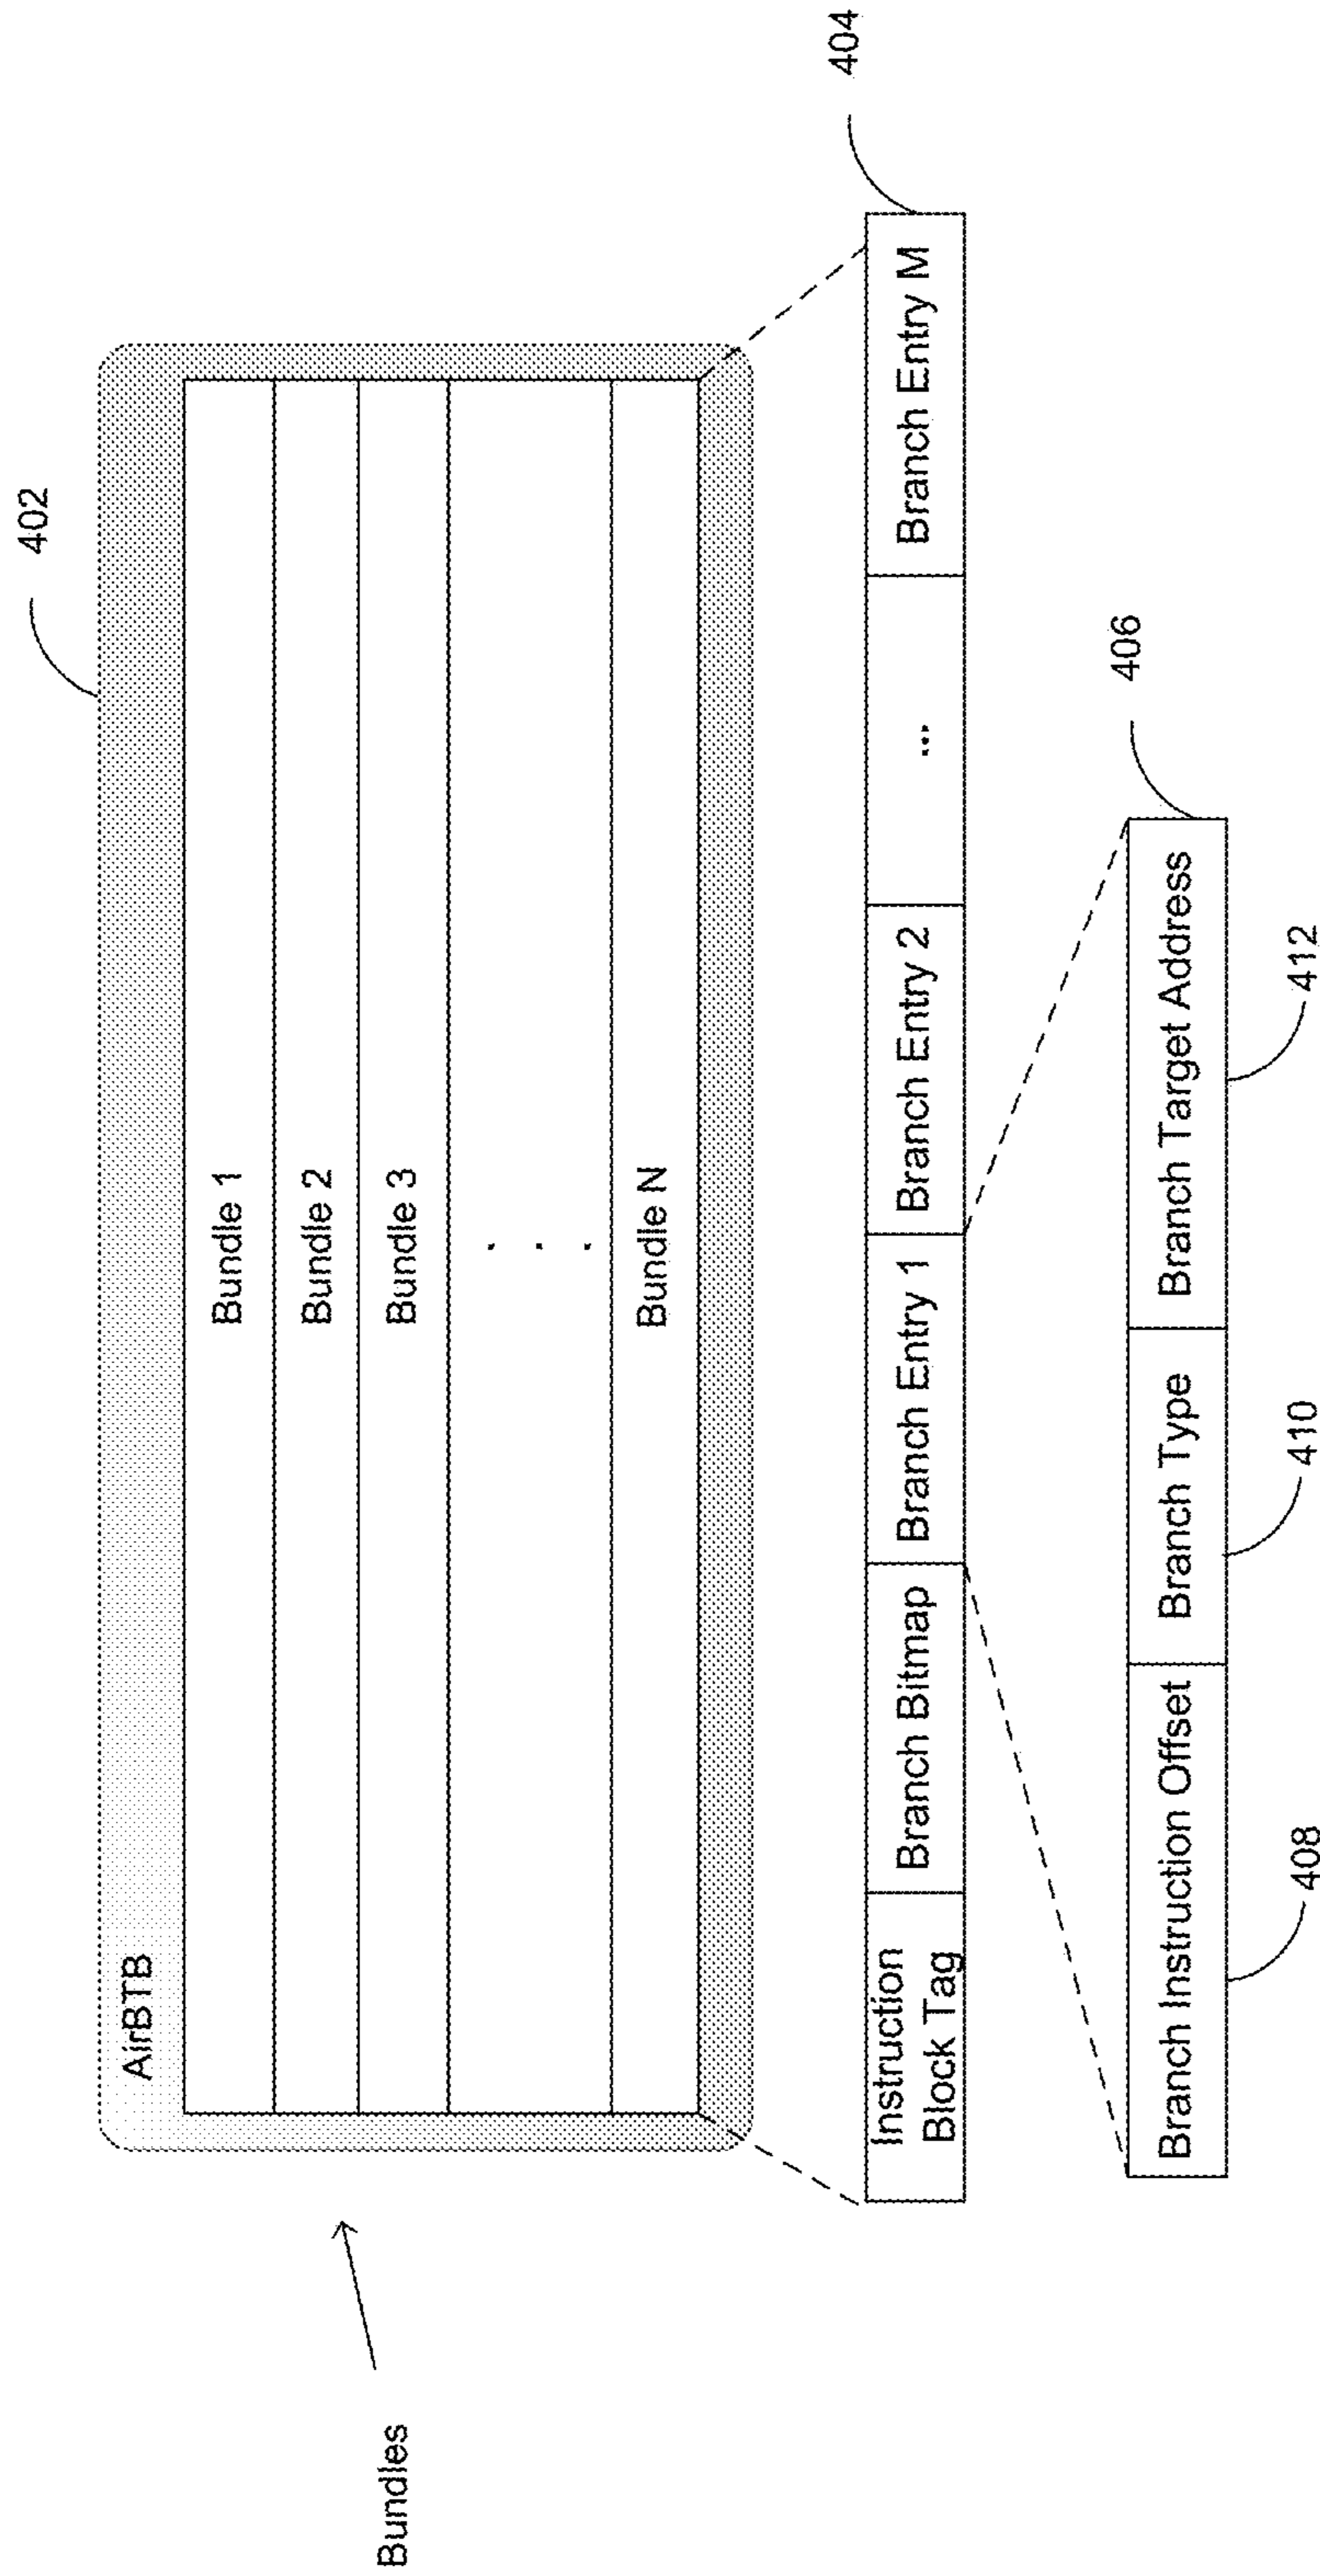 402
AirBTB
Bundles
Bundle 1
Bundle 2
Bundle 3
. . .
Bundle N
404
Instruction
Block Tag
Branch Bitmap
Branch Entry 1
Branch Entry 2
...
Branch Entry M
406
Branch Instruction Offset
Branch Type
Branch Target Address
408
410
412